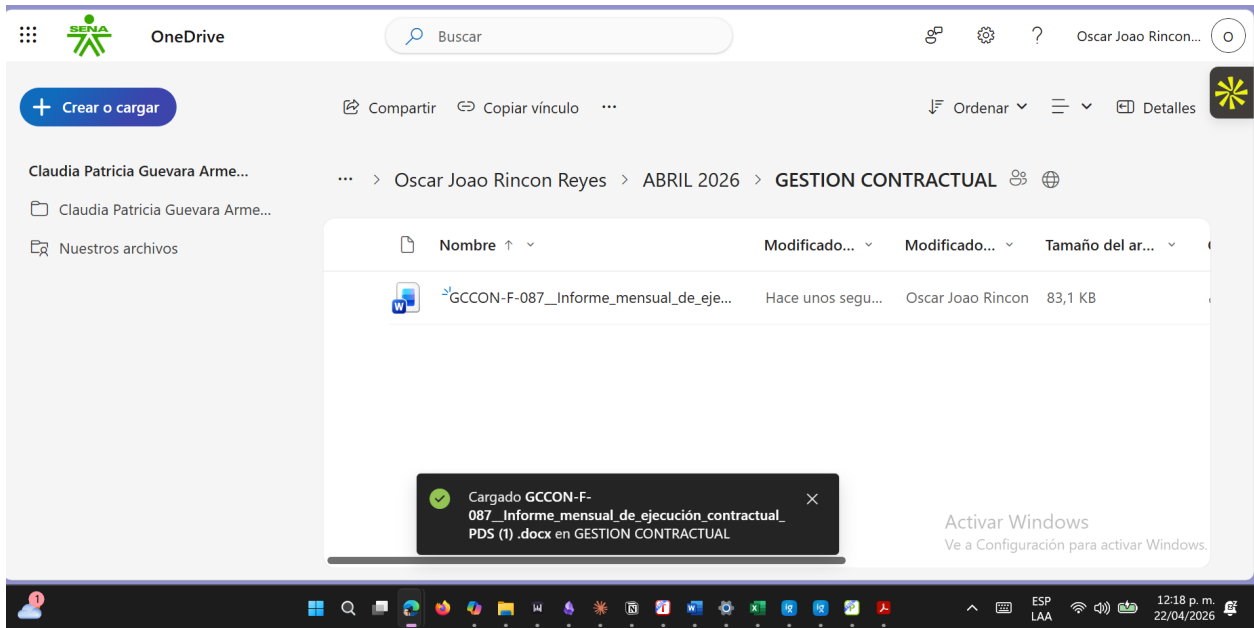 SENA
OneDrive
Buscar
Oscar Joao Rincon...
O
Crear o cargar
Compartir
Copiar vínculo
···
Ordenar
Detalles
Claudia Patricia Guevara Arme...
Claudia Patricia Guevara Arme...
Nuestros archivos
··· > Oscar Joao Rincon Reyes > ABRIL 2026 > GESTION CONTRACTUAL
Nombre ↑
Modificado...
Modificado...
Tamaño del ar...
GCCON-F-087__Informe_mensual_de_eje...
Hace unos segu...
Oscar Joao Rincon
83,1 KB
Cargado GCCON-F-
087__Informe_mensual_de_ejecución_contractual_
PDS (1) .docx en GESTION CONTRACTUAL
Activar Windows
Ve a Configuración para activar Windows.
1
ESP
LAA
12:18 p. m.
22/04/2026